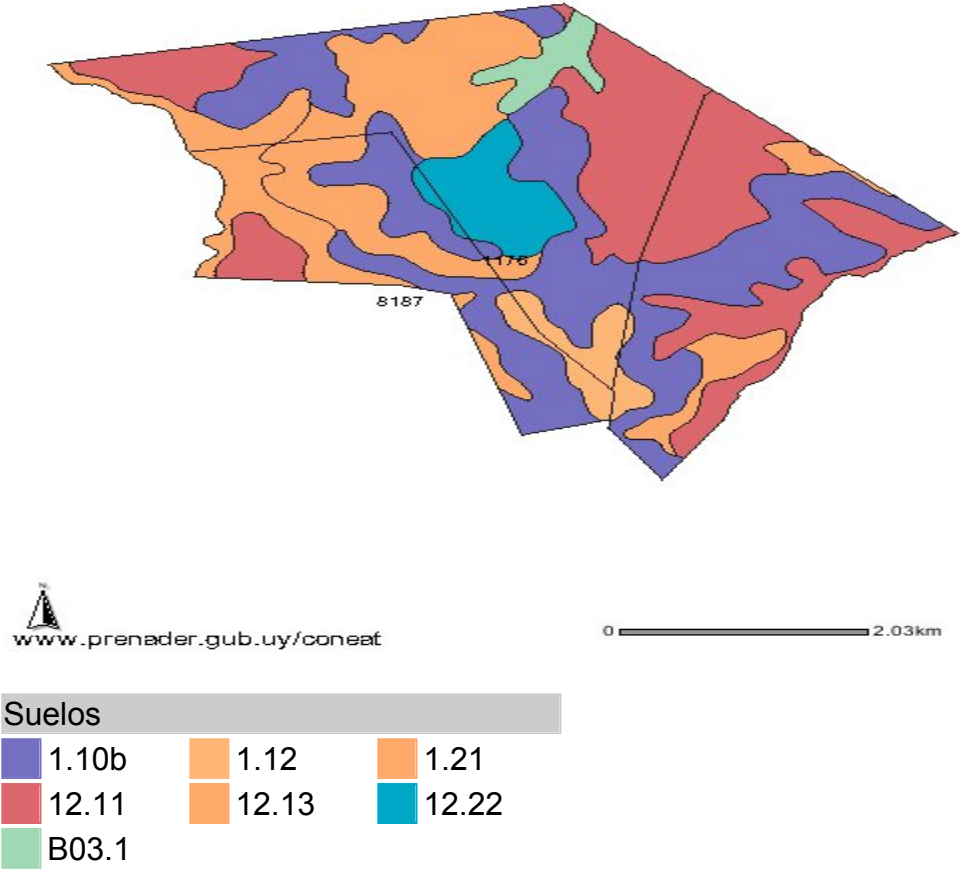 1176
8187
N
www.prenader.gub.uy/coneat
0 2.03km
Suelos
1.10b 1.12 1.21
12.11 12.13 12.22
B03.1